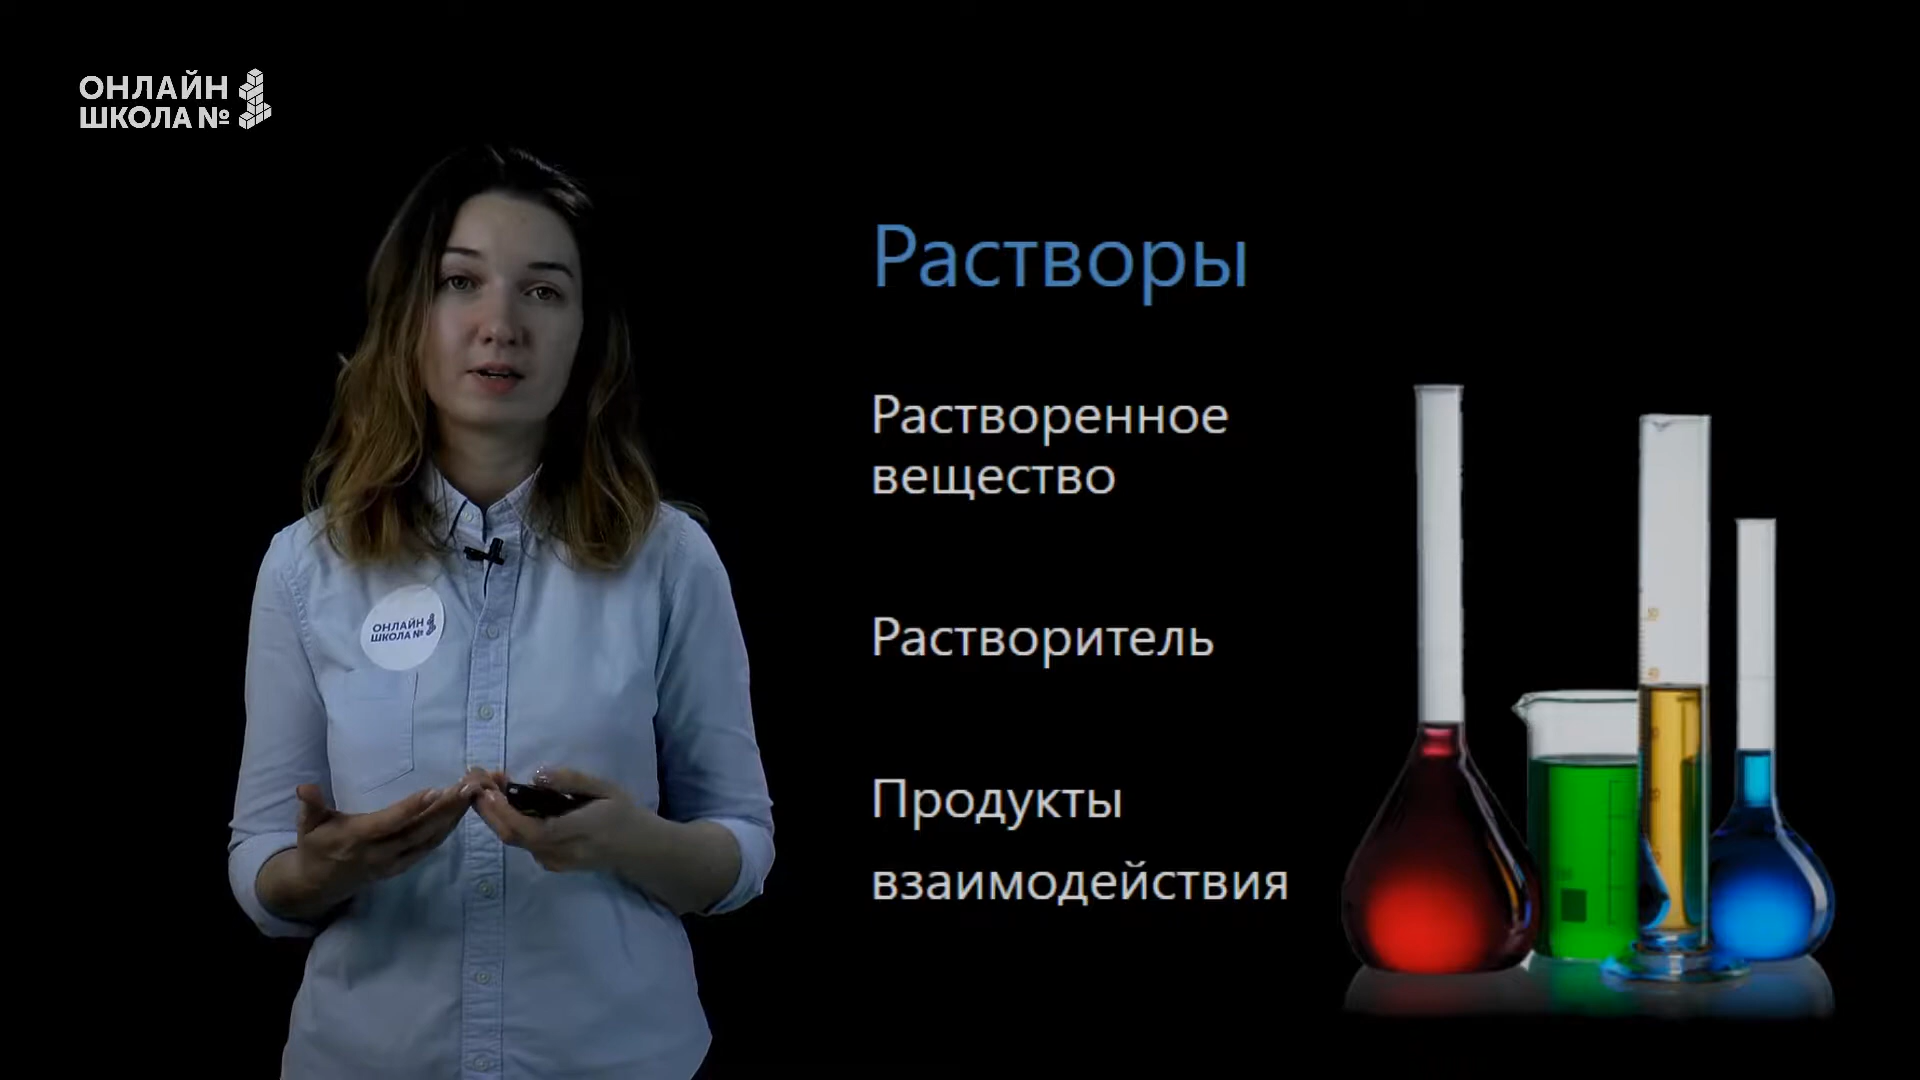 ОНЛАЙН
ШКОЛА №
Растворы
Растворенное
вещество
Растворитель
Продукты
взаимодействия
ОНЛАЙН
ШКОЛА №